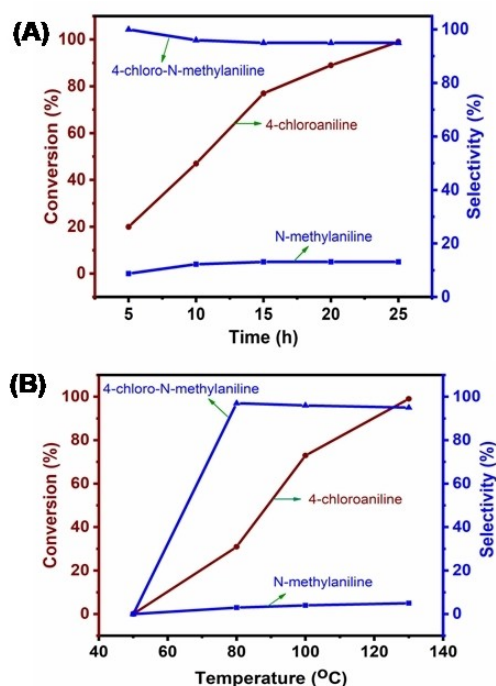 (A)
100
80
60
40
20
0
Conversion (%)
4-chloro-N-methylaniline
4-chloroaniline
N-methylaniline
100
80
60
40
20
10
0
Selectivity (%)
5 10 15 20 25
Time (h)
(B)
100
80
60
40
20
0
Conversion (%)
4-chloro-N-methylaniline
4-chloroaniline
N-methylaniline
100
80
60
40
20
0
Selectivity (%)
40 60 80 100 120 140
Temperature (OC)